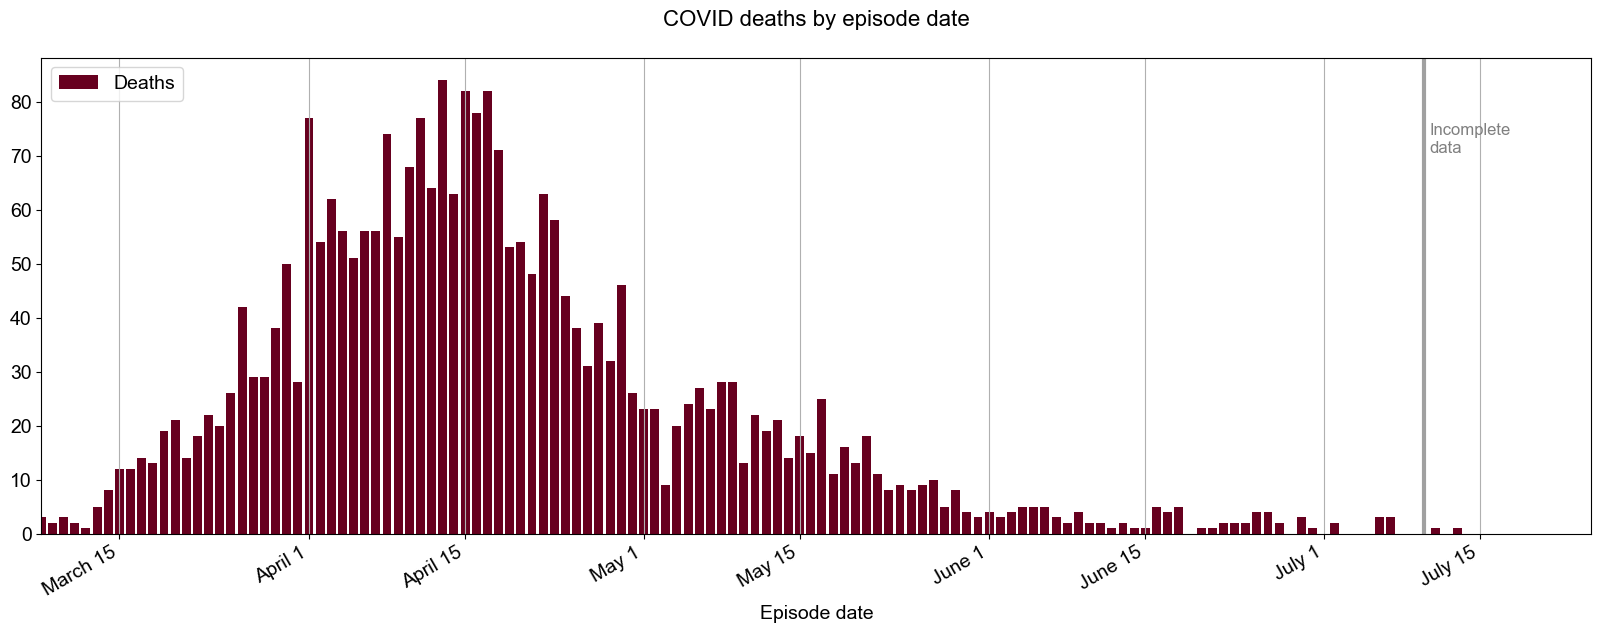 COVID deaths by episode date
Deaths
80
70
60
50
40
30
20
10
0
Incomplete
data
March 15
April 1
April 15
May 1
May 15
June 1
June 15
July 1
July 15
Episode date